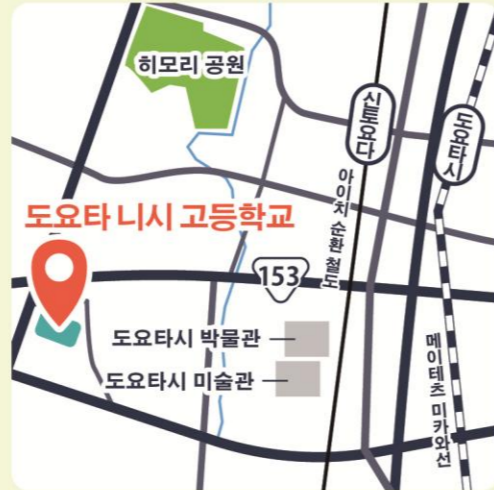 히모리 공원
신토요다
도요타시
아이치 순환 철도
도요타 니시 고등학교
153
도요타시 박물관
도요타시 미술관
메이테츠 미카와선